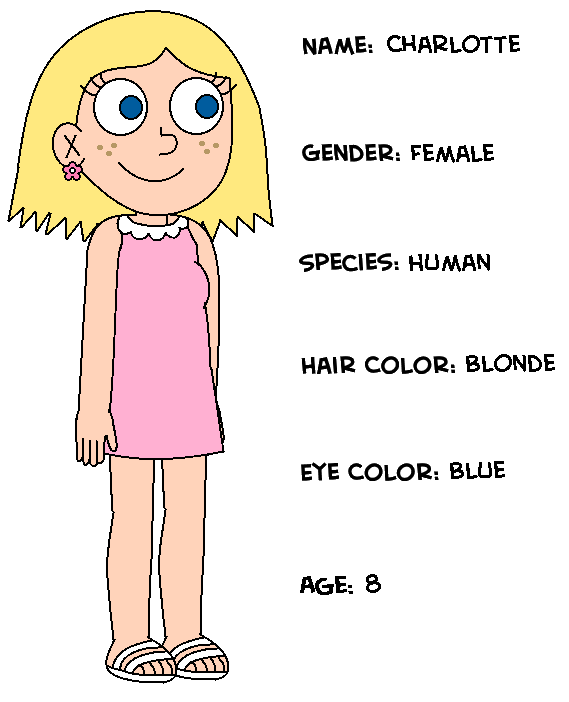 NAME: CHARLOTTE
GENDER: FEMALE
SPECIES: HUMAN
HAIR COLOR: BLONDE
EYE COLOR: BLUE
AGE: 8